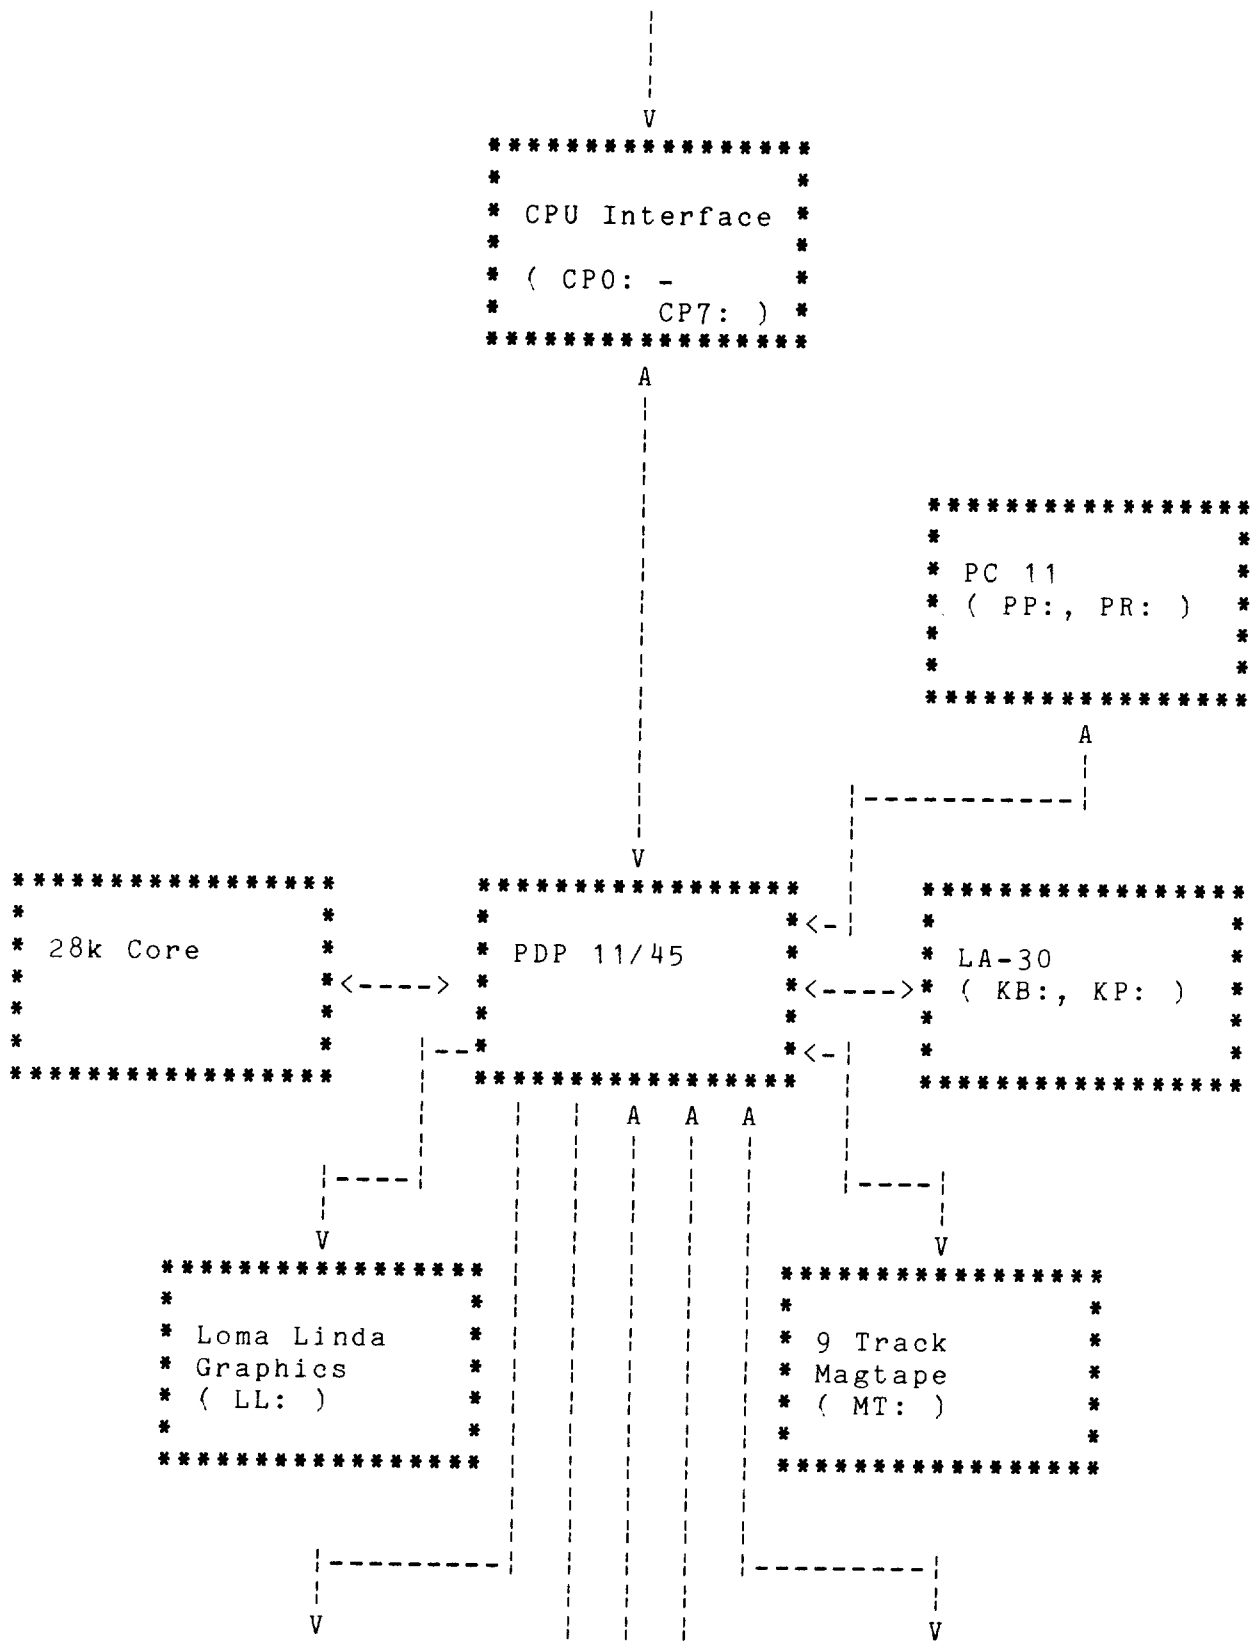 CPU Interface
( CP0: -
CP7: )
PC 11
( PP:, PR: )
28k Core
PDP 11/45
LA-30
( KB:, KP: )
Loma Linda
Graphics
( LL: )
9 Track
Magtape
( MT: )